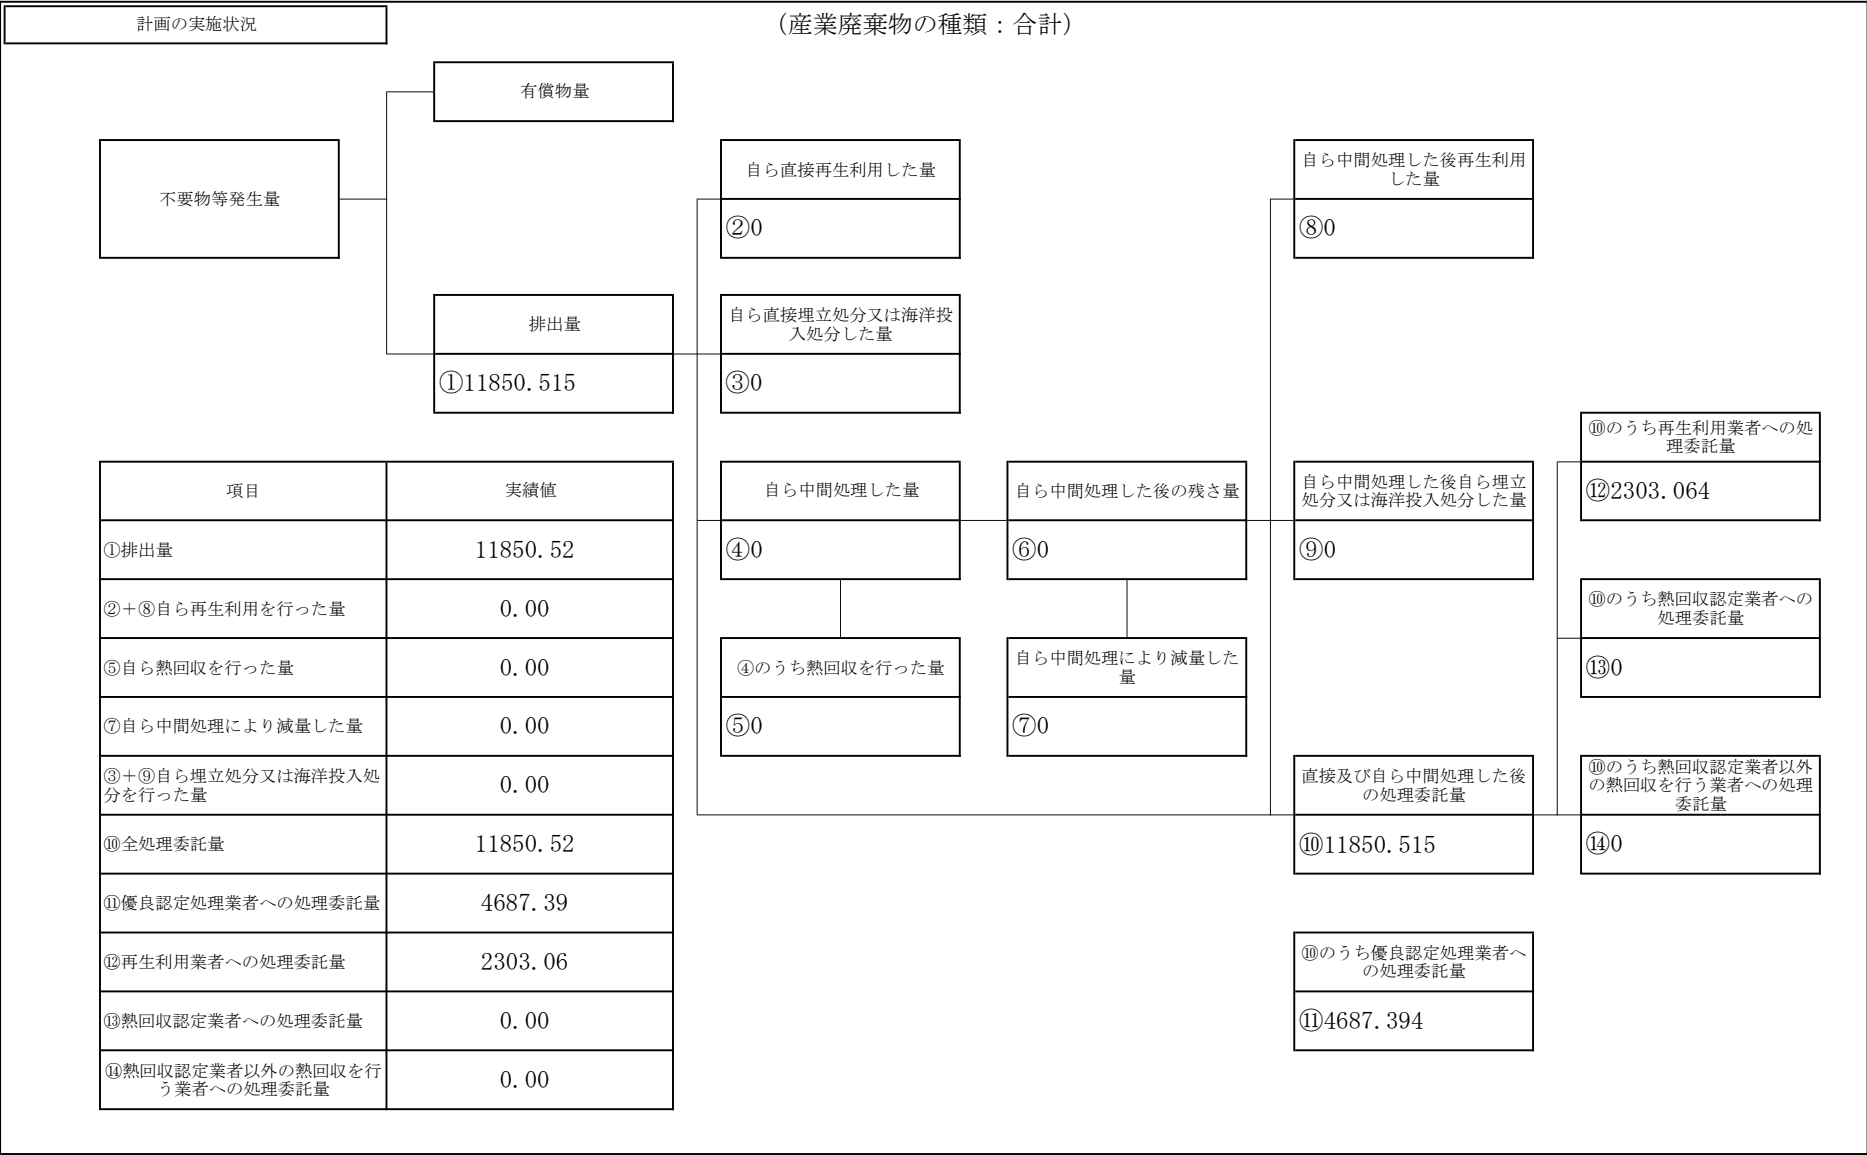 計画の実施状況
（産業廃棄物の種類：合計）
有償物量
不要物等発生量
自ら直接再生利用した量
②0
自ら中間処理した後再生利用
した量
⑧0
排出量
①11850.515
自ら直接埋立処分又は海洋投
入処分した量
③0
⑩のうち再生利用業者への処
理委託量
⑫2303.064
自ら中間処理した量
④0
自ら中間処理した後の残さ量
⑥0
自ら中間処理した後自ら埋立
処分又は海洋投入処分した量
⑨0
⑩のうち熱回収認定業者への
処理委託量
⑬0
④のうち熱回収を行った量
⑤0
自ら中間処理により減量した
量
⑦0
直接及び自ら中間処理した後
の処理委託量
⑩11850.515
⑩のうち熱回収認定業者以外
の熱回収を行う業者への処理
委託量
⑭0
⑩のうち優良認定処理業者へ
の処理委託量
⑪4687.394
項目 実績値
①排出量 11850.52
②＋⑧自ら再生利用を行った量 0.00
⑤自ら熱回収を行った量 0.00
⑦自ら中間処理により減量した量 0.00
③＋⑨自ら埋立処分又は海洋投入処
分を行った量 0.00
⑩全処理委託量 11850.52
⑪優良認定処理業者への処理委託量 4687.39
⑫再生利用業者への処理委託量 2303.06
⑬熱回収認定業者への処理委託量 0.00
⑭熱回収認定業者以外の熱回収を行
う業者への処理委託量 0.00